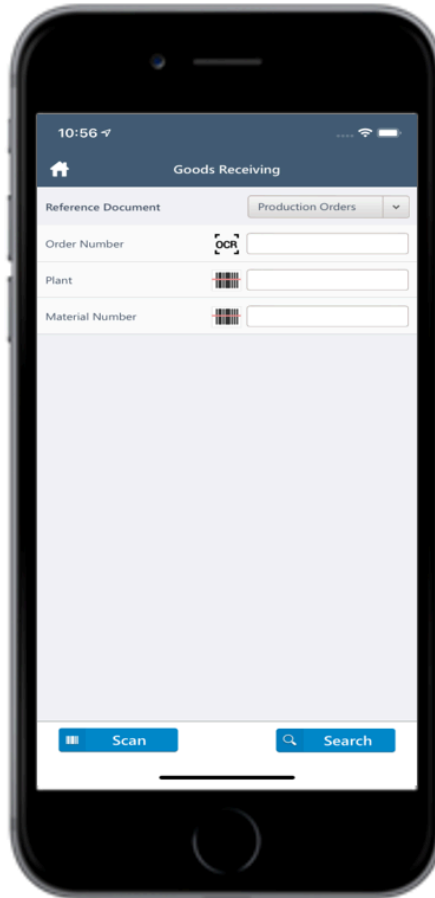 10:56
Goods Receiving
Reference Document Production Orders
Order Number OCR
Plant
Material Number
Scan Search